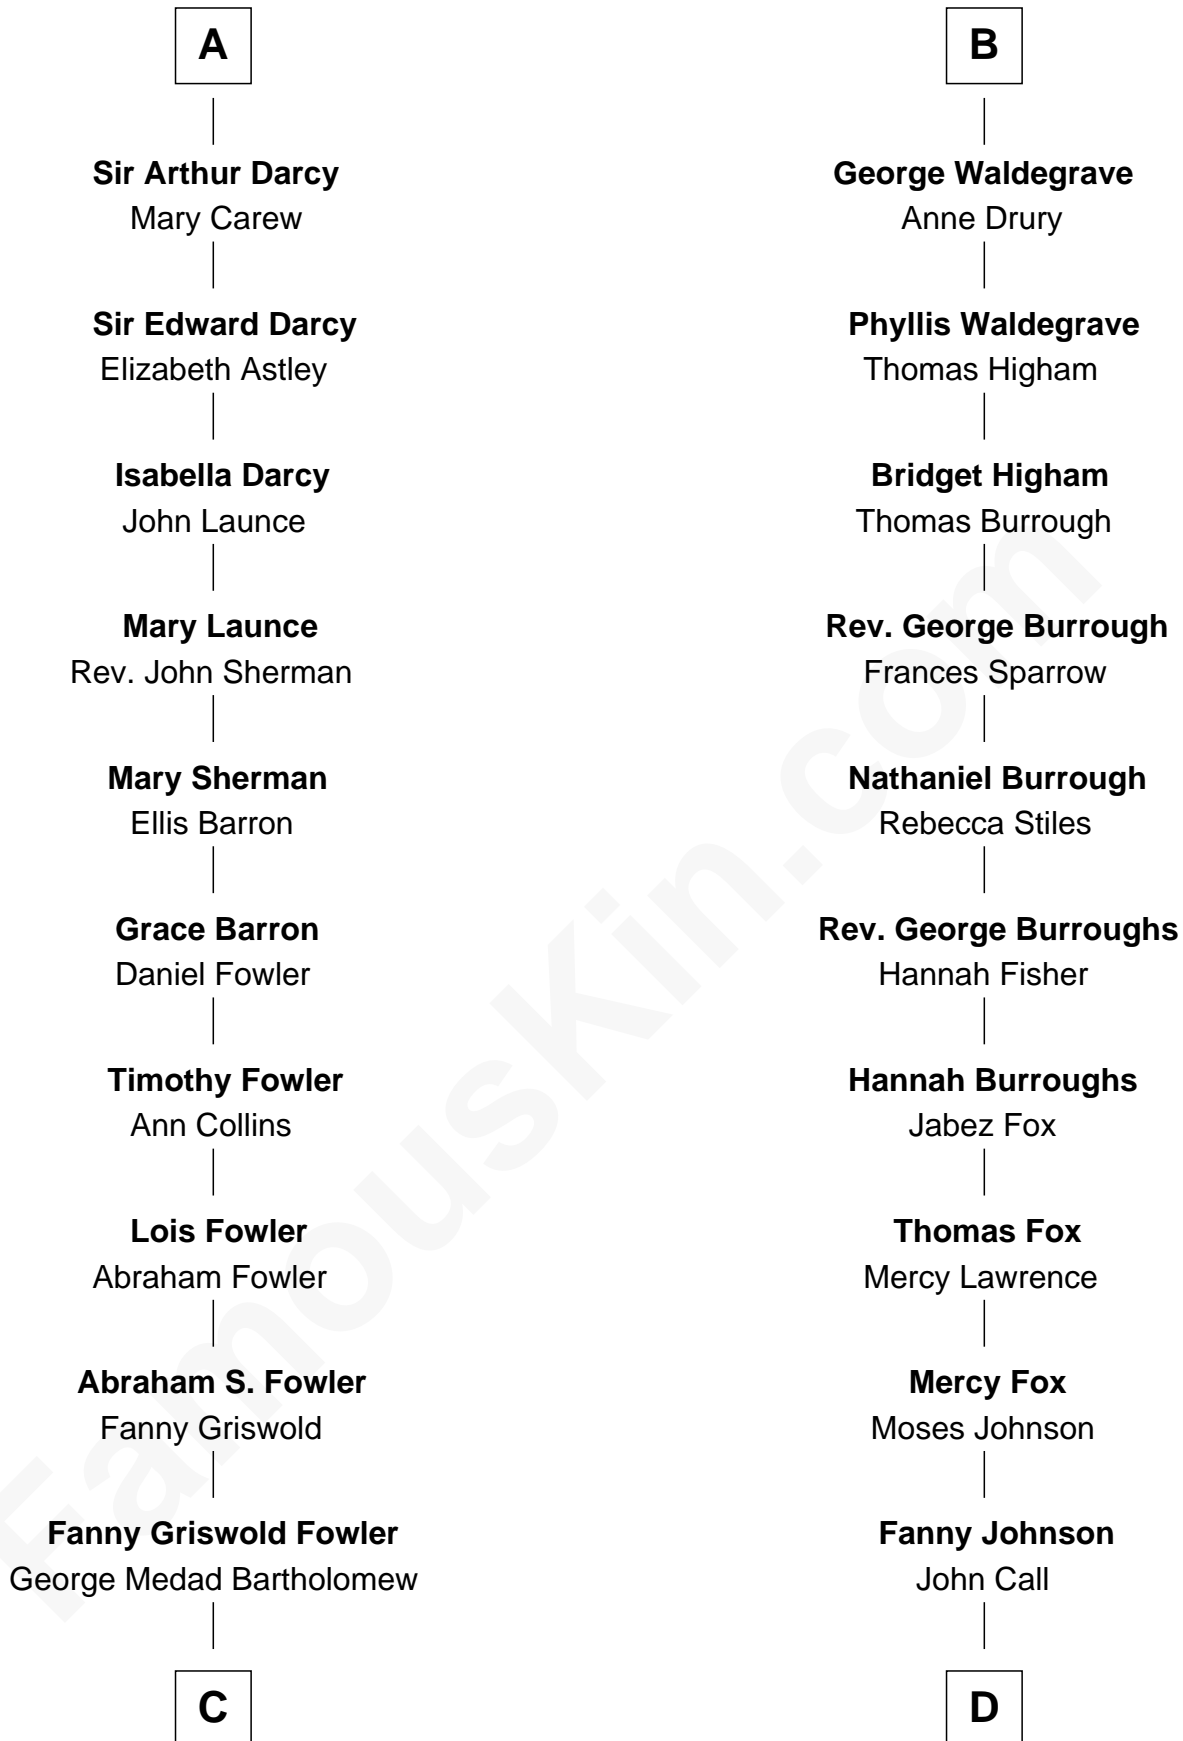 A
Sir Arthur Darcy
Mary Carew
Sir Edward Darcy
Elizabeth Astley
Isabella Darcy
John Launce
Mary Launce
Rev. John Sherman
Mary Sherman
Ellis Barron
Grace Barron
Daniel Fowler
Timothy Fowler
Ann Collins
Lois Fowler
Abraham Fowler
Abraham S. Fowler
Fanny Griswold
Fanny Griswold Fowler
George Medad Bartholomew
C
B
George Waldegrave
Anne Drury
Phyllis Waldegrave
Thomas Higham
Bridget Higham
Thomas Burrough
Rev. George Burrough
Frances Sparrow
Nathaniel Burrough
Rebecca Stiles
Rev. George Burroughs
Hannah Fisher
Hannah Burroughs
Jabez Fox
Thomas Fox
Mercy Lawrence
Mercy Fox
Moses Johnson
Fanny Johnson
John Call
D
FamousKin.com